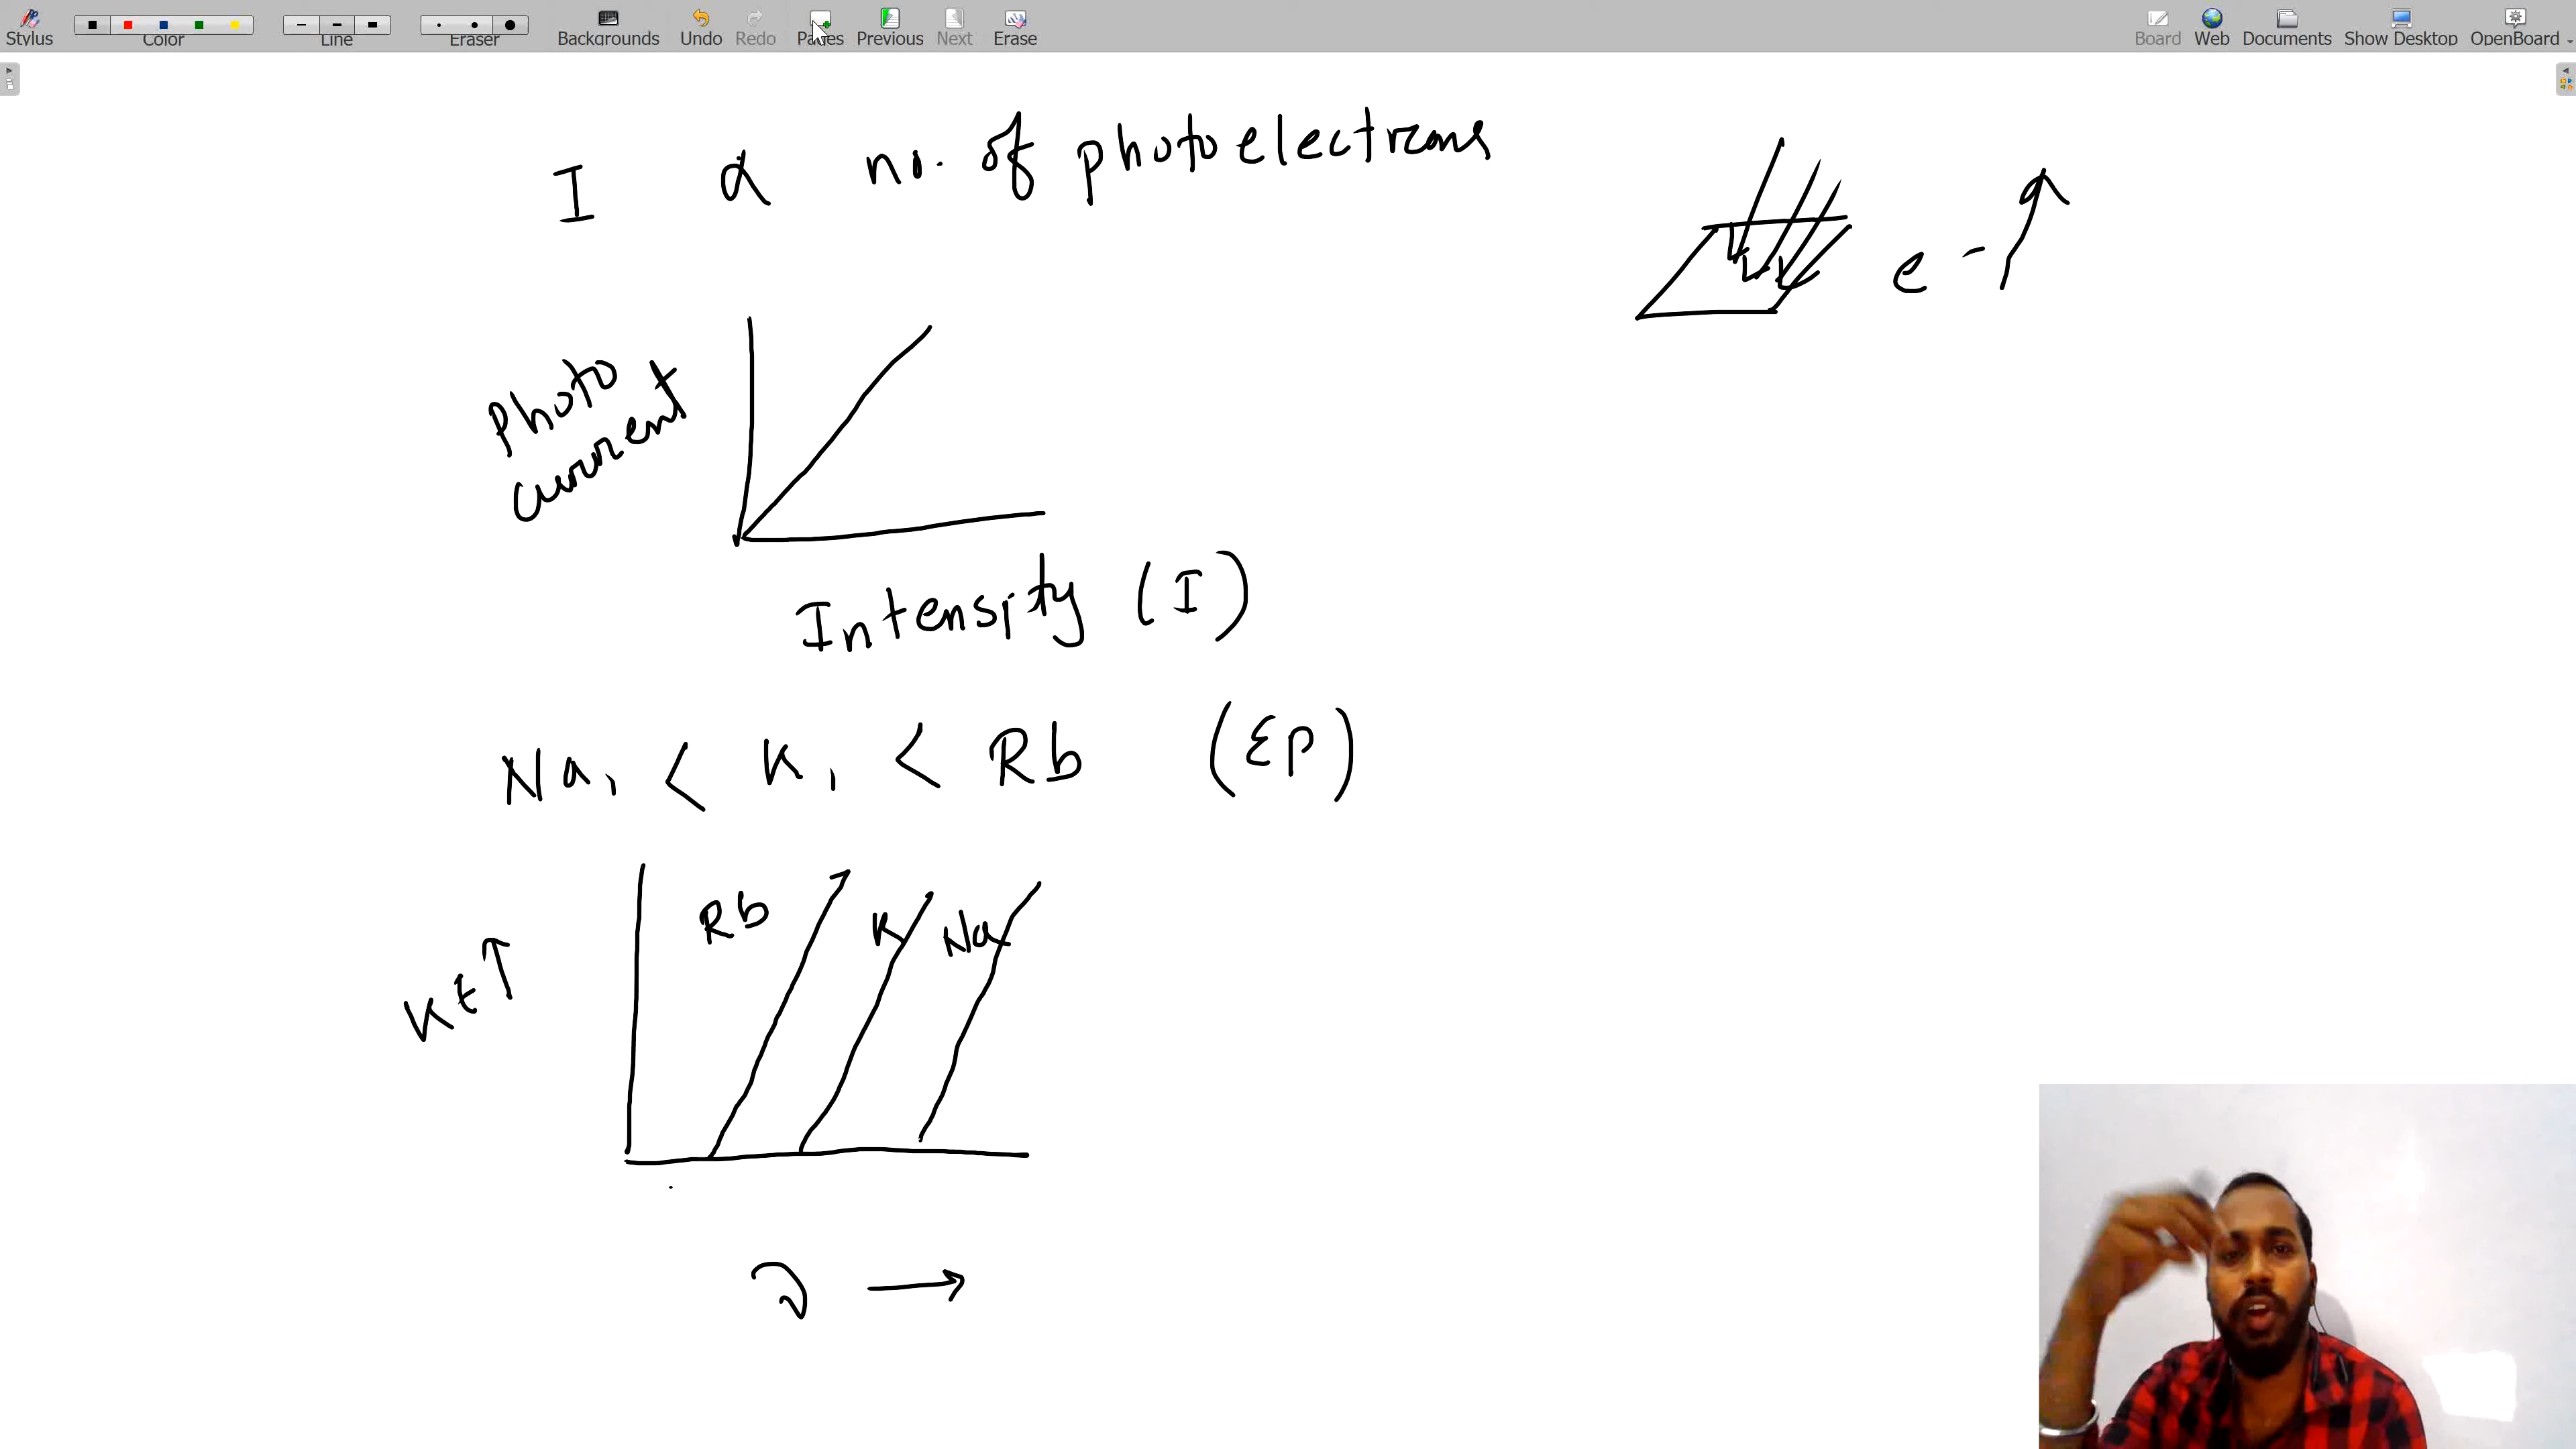 Stylus Color Line Eraser Backgrounds Undo Redo Pages Previous Next Erase Board Web Documents Show Desktop OpenBoard
I α no. of photoelectrons
e -
Photo
current
Intensity (I)
Na, < K, < Rb (EP)
Rb K Na
KE↑
ν →